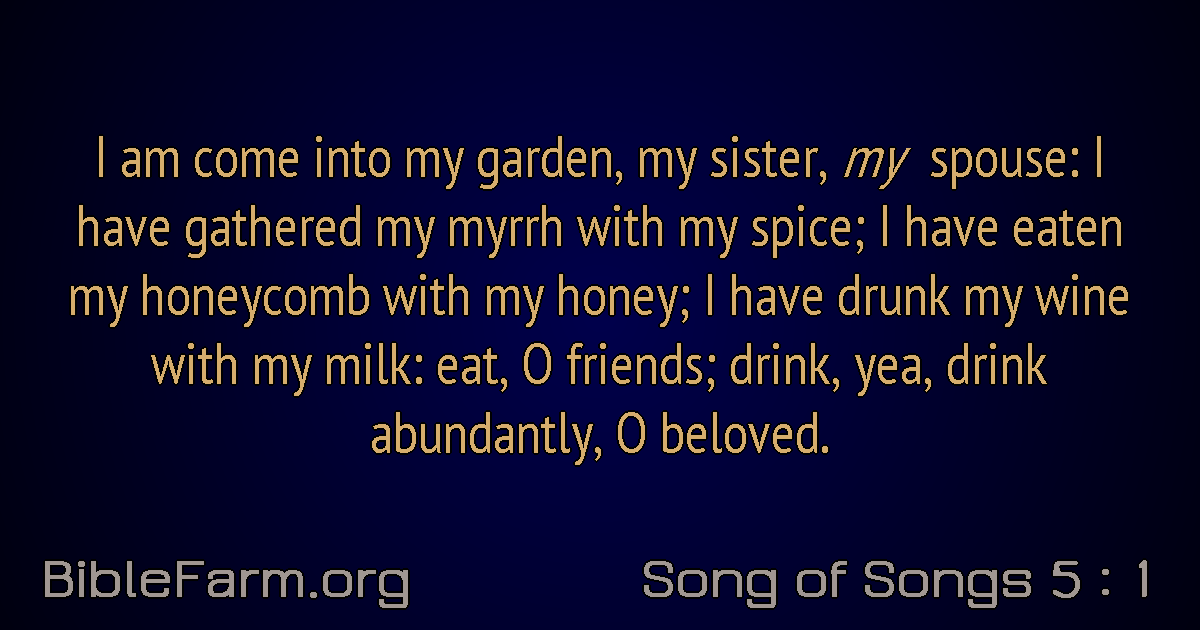 I am come into my garden, my sister, my spouse: I
have gathered my myrrh with my spice; I have eaten
my honeycomb with my honey; I have drunk my wine
with my milk: eat, O friends; drink, yea, drink
abundantly, O beloved.
BibleFarm.org
Song of Songs 5 : 1